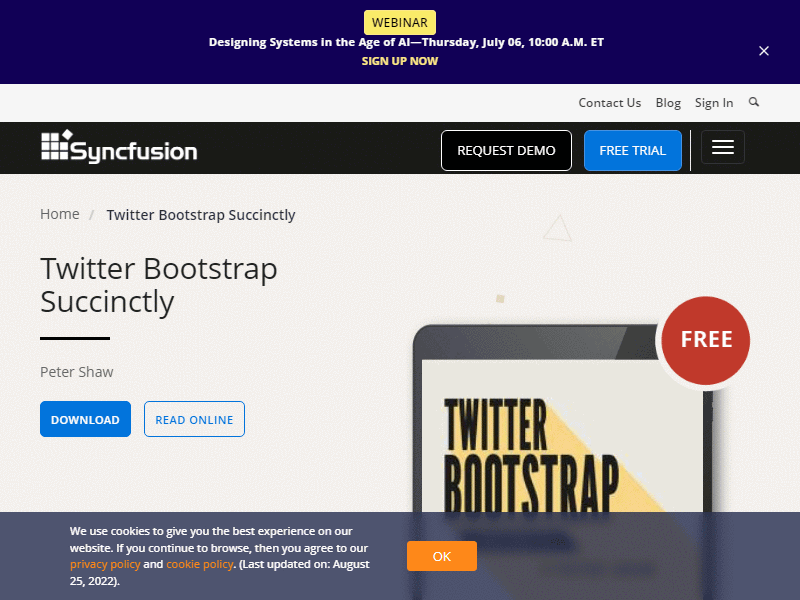 WEBINAR
Designing Systems in the Age of AI—Thursday, July 06, 10:00 A.M. ET
SIGN UP NOW
Contact Us Blog Sign In
Syncfusion
REQUEST DEMO
FREE TRIAL
Home / Twitter Bootstrap Succinctly
Twitter Bootstrap
Succinctly
Peter Shaw
DOWNLOAD
READ ONLINE
FREE
TWITTER
BOOTSTRAP
We use cookies to give you the best experience on our
website. If you continue to browse, then you agree to our
privacy policy and cookie policy. (Last updated on: August
25, 2022).
OK